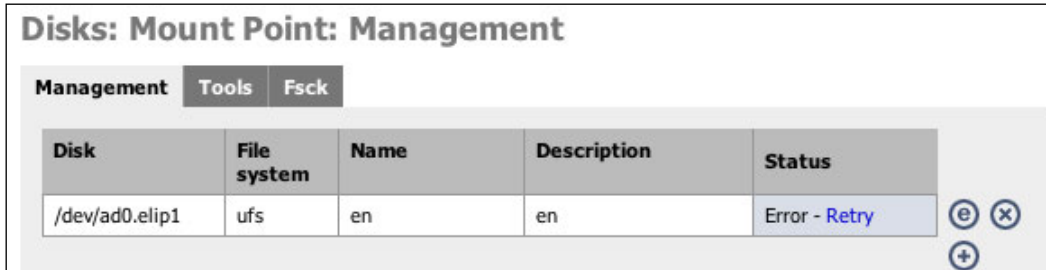 Disks: Mount Point: Management
Management Tools Fsck
Disk File system Name Description Status
/dev/ad0.elip1 ufs en en Error - Retry
e x
+